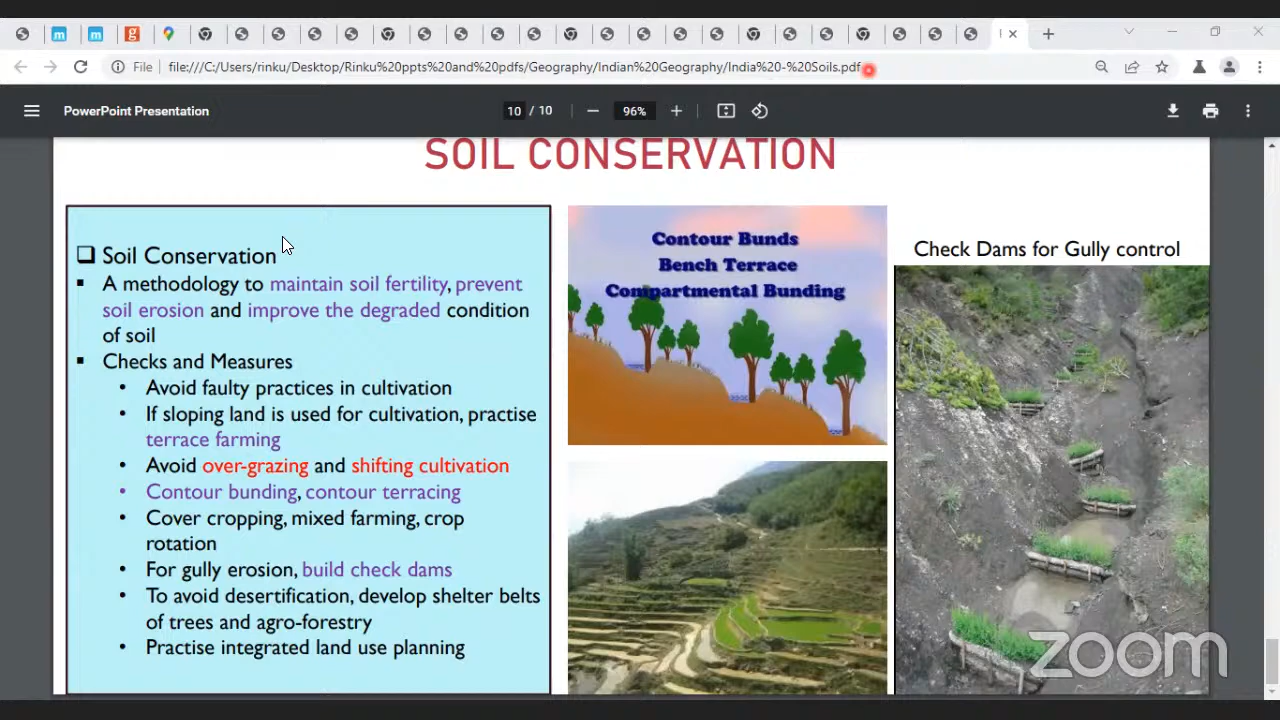 File
file:///C:/Users/rinku/Desktop/Rinku%20ppts%20and%20pdfs/Geography/Indian%20Geography/India%20-%20Soils.pdf
PowerPoint Presentation
10 / 10
96%
SOIL CONSERVATION
Soil Conservation
A methodology to maintain soil fertility, prevent
soil erosion and improve the degraded condition
of soil
Checks and Measures
Avoid faulty practices in cultivation
If sloping land is used for cultivation, practise
terrace farming
Avoid over-grazing and shifting cultivation
Contour bunding, contour terracing
Cover cropping, mixed farming, crop
rotation
For gully erosion, build check dams
To avoid desertification, develop shelter belts
of trees and agro-forestry
Practise integrated land use planning
Contour Bunds
Bench Terrace
Compartmental Bunding
Check Dams for Gully control
zoom